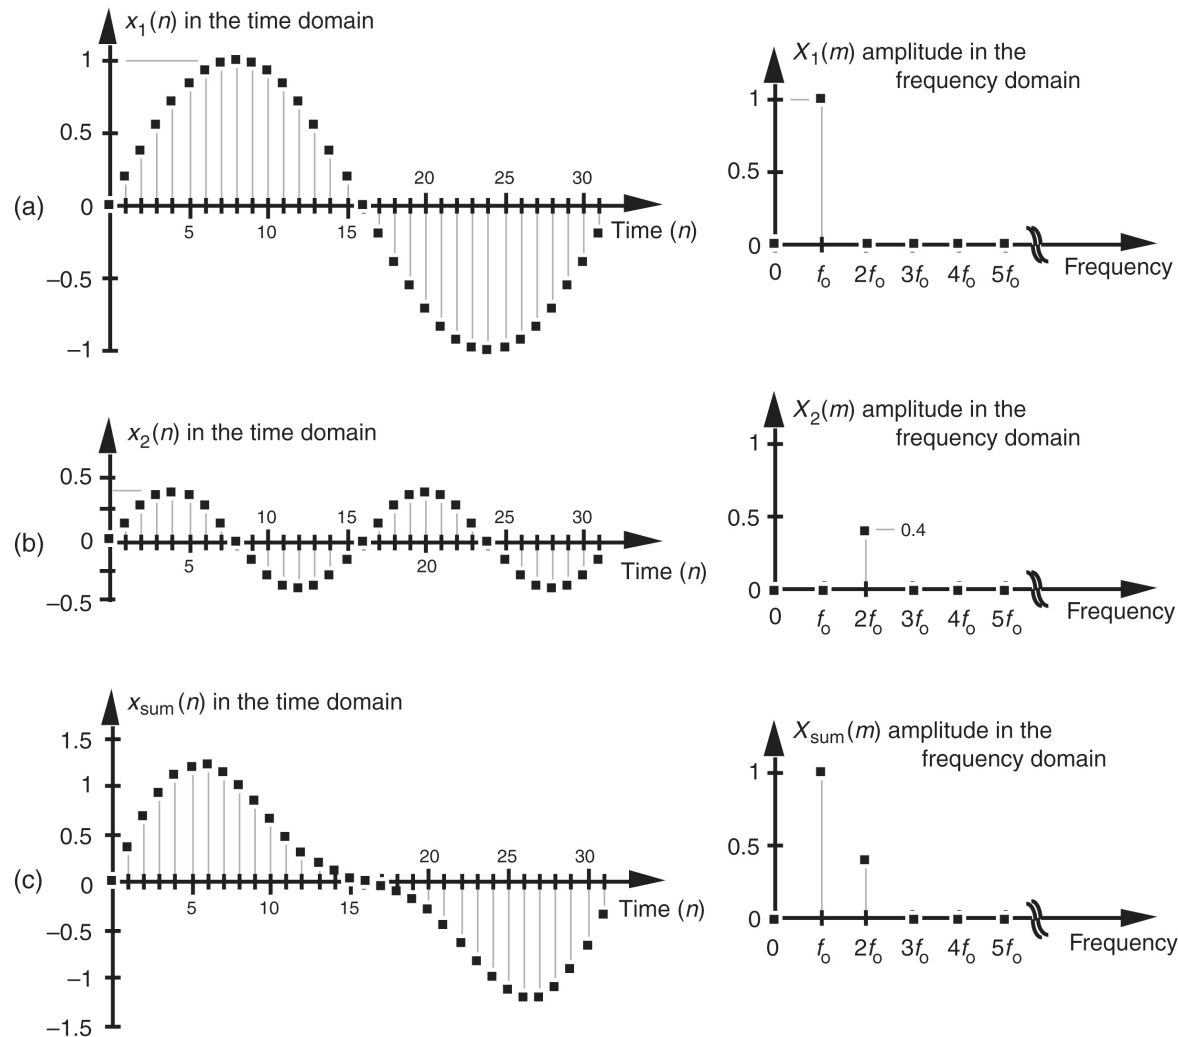 x1(n) in the time domain
1
0.5
(a)
0
−0.5
−1
5
10
15
20
25
30
Time (n)
X1(m) amplitude in the
frequency domain
1
0.5
0
0
fo
2fo
3fo
4fo
5fo
Frequency
x2(n) in the time domain
0.5
(b)
0
−0.5
5
10
15
20
25
30
Time (n)
X2(m) amplitude in the
frequency domain
1
0.5
0.4
0
0
fo
2fo
3fo
4fo
5fo
Frequency
xsum(n) in the time domain
1.5
1
0.5
(c)
0
−0.5
−1
−1.5
5
10
15
20
25
30
Time (n)
Xsum(m) amplitude in the
frequency domain
1
0.5
0
0
fo
2fo
3fo
4fo
5fo
Frequency